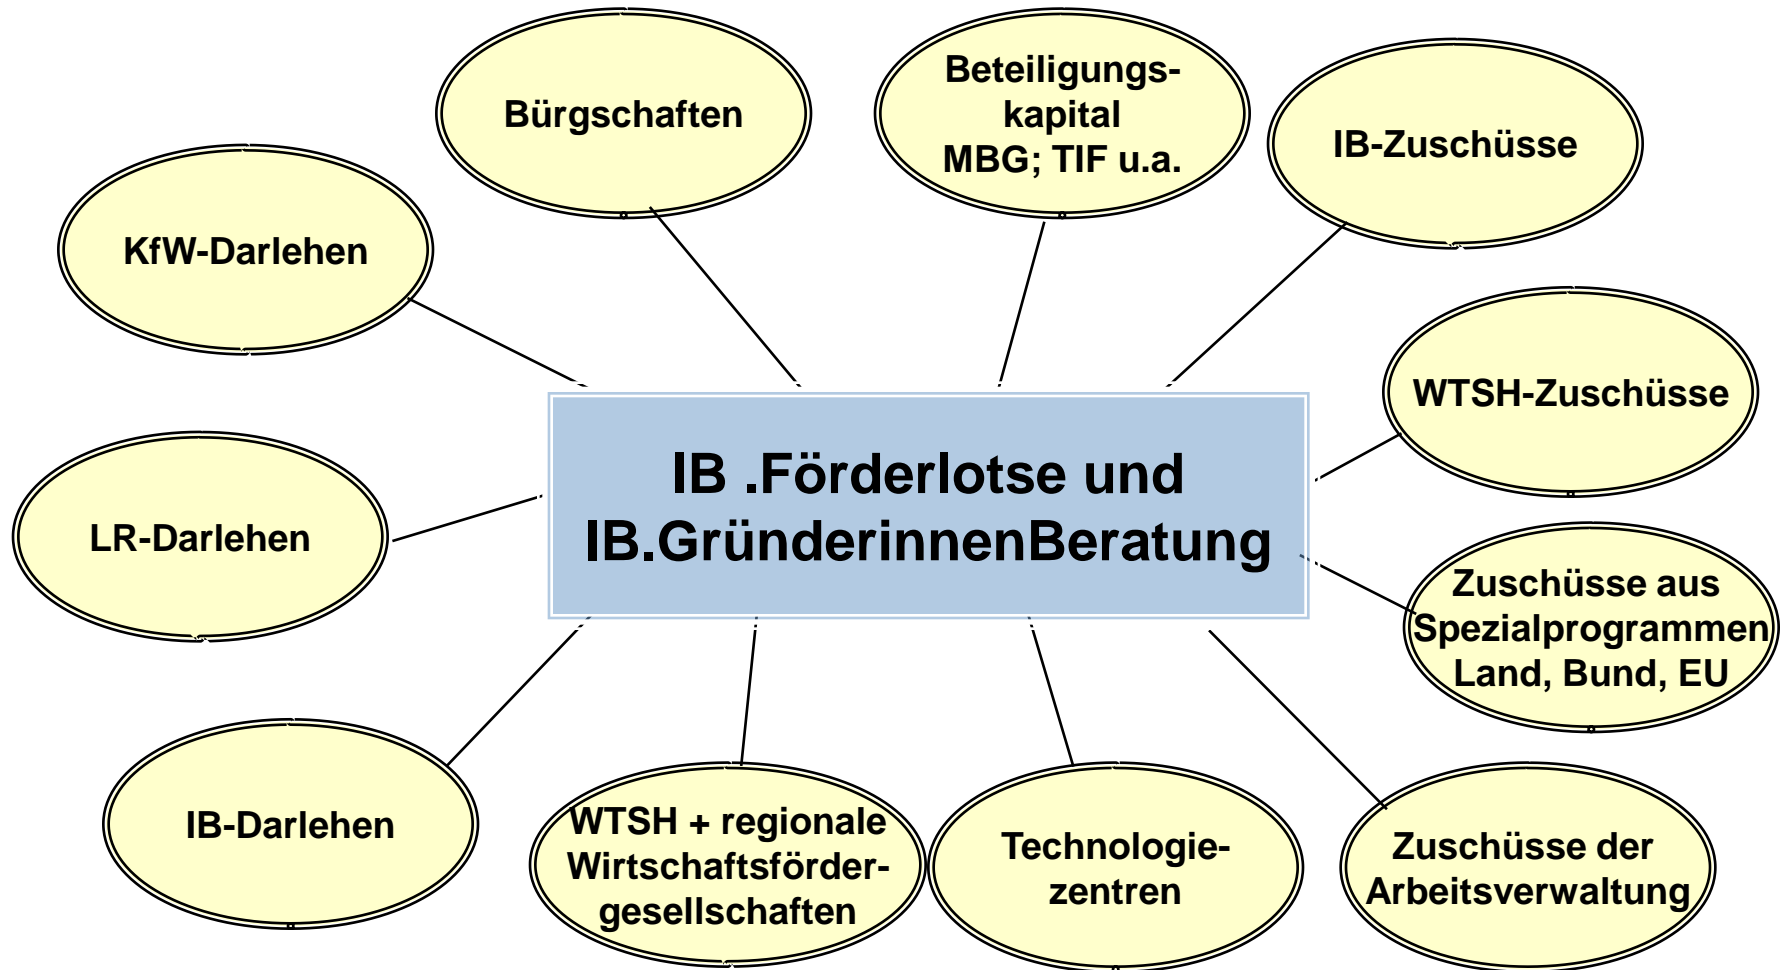 Bürgschaften
Beteiligungs-
kapital
MBG; TIF u.a.
IB-Zuschüsse
KfW-Darlehen
WTSH-Zuschüsse
IB .Förderlotse und
IB.GründerinnenBeratung
LR-Darlehen
Zuschüsse aus
Spezialprogrammen
Land, Bund, EU
IB-Darlehen
WTSH + regionale
Wirtschaftsförder-
gesellschaften
Technologie-
zentren
Zuschüsse der
Arbeitsverwaltung